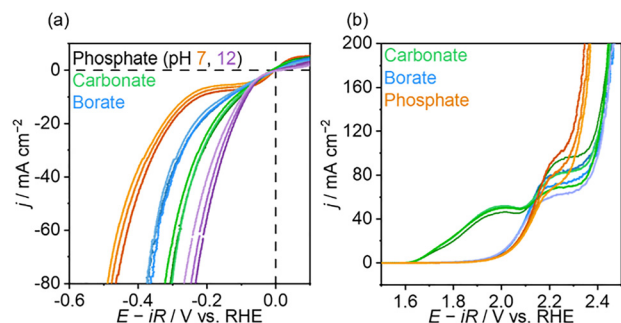 (a)
Phosphate (pH 7, 12)
Carbonate
Borate
0
-20
-40
-60
-80
j / mA cm⁻²
-0.6
-0.4
-0.2
0.0
E − iR / V vs. RHE
(b)
Carbonate
Borate
Phosphate
200
160
120
80
40
0
j / mA cm⁻²
1.6
1.8
2.0
2.2
2.4
E − iR / V vs. RHE